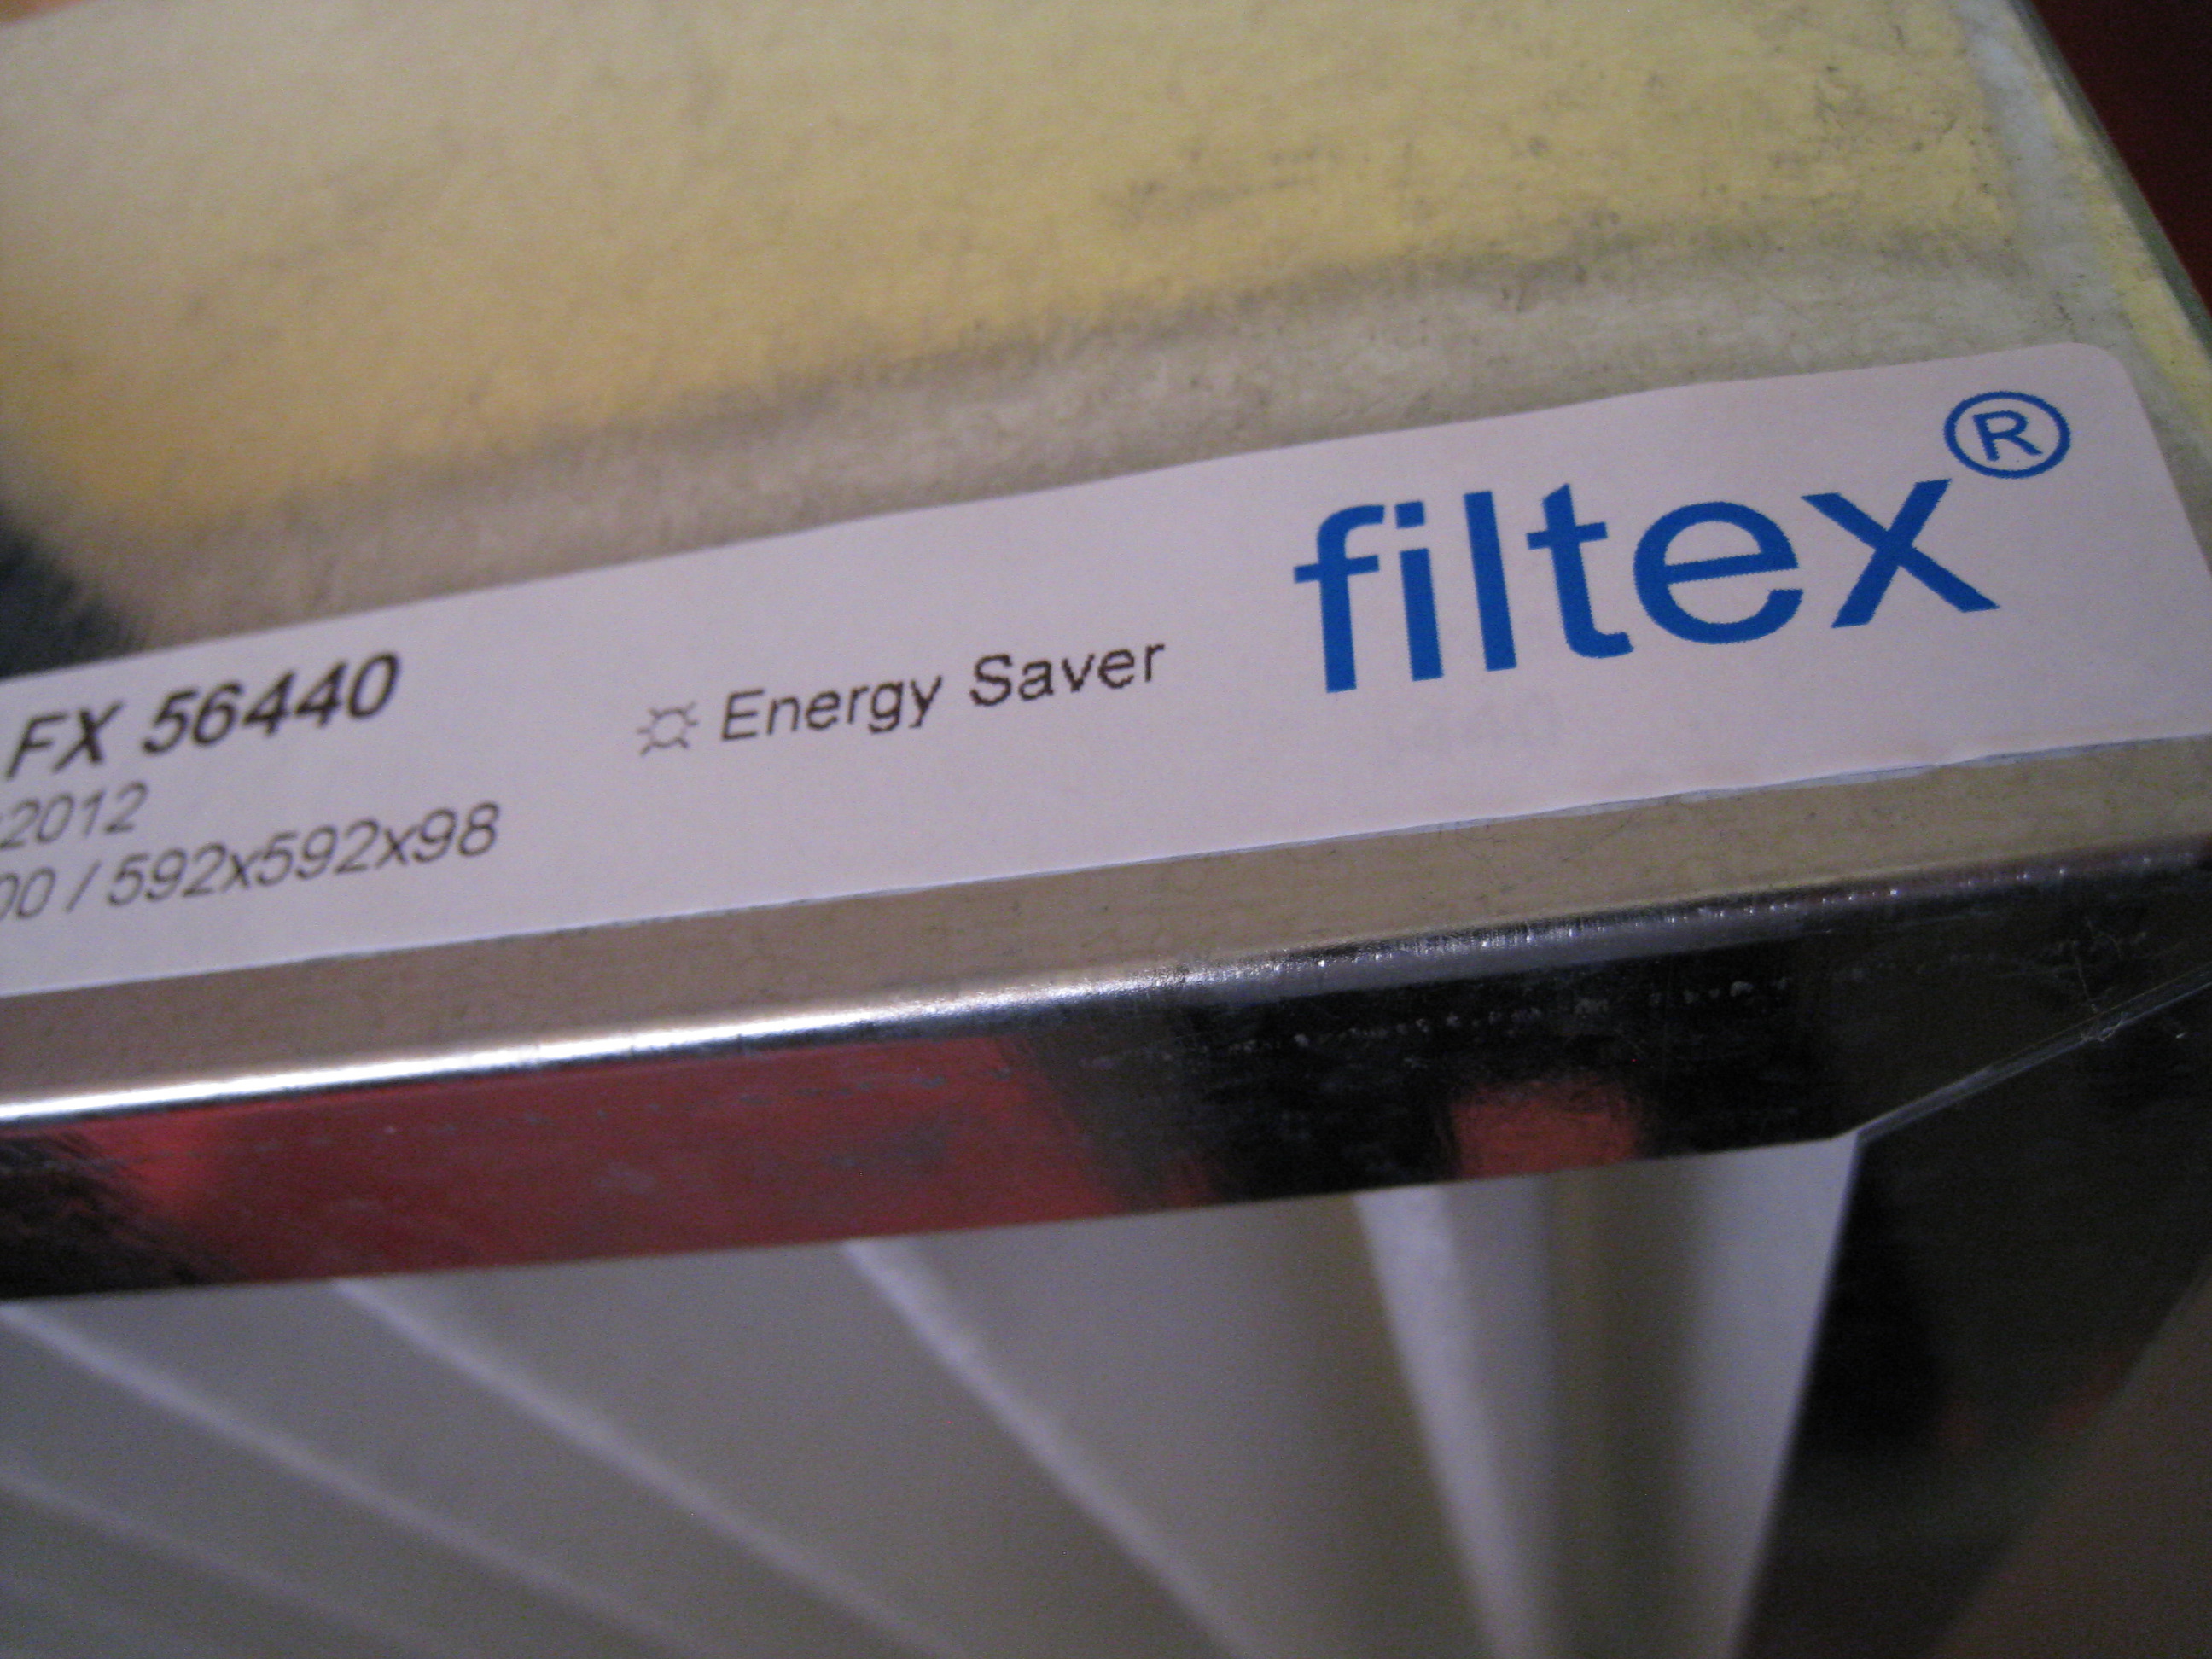 FX 56440
☼ Energy Saver
filtex®
:2012
00 / 592x592x98